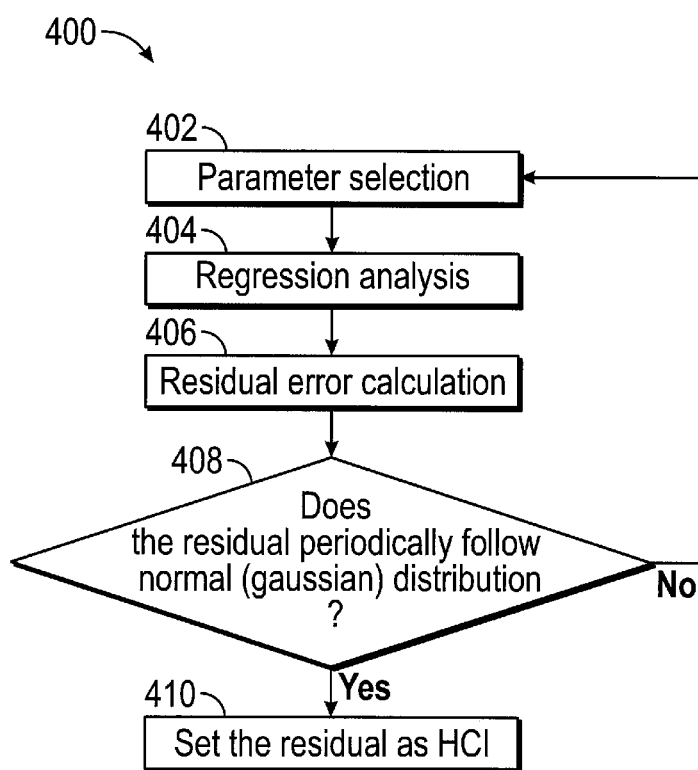 400
402
Parameter selection
404
Regression analysis
406
Residual error calculation
408
Does
the residual periodically follow
normal (gaussian) distribution
?
No
Yes
410
Set the residual as HCI